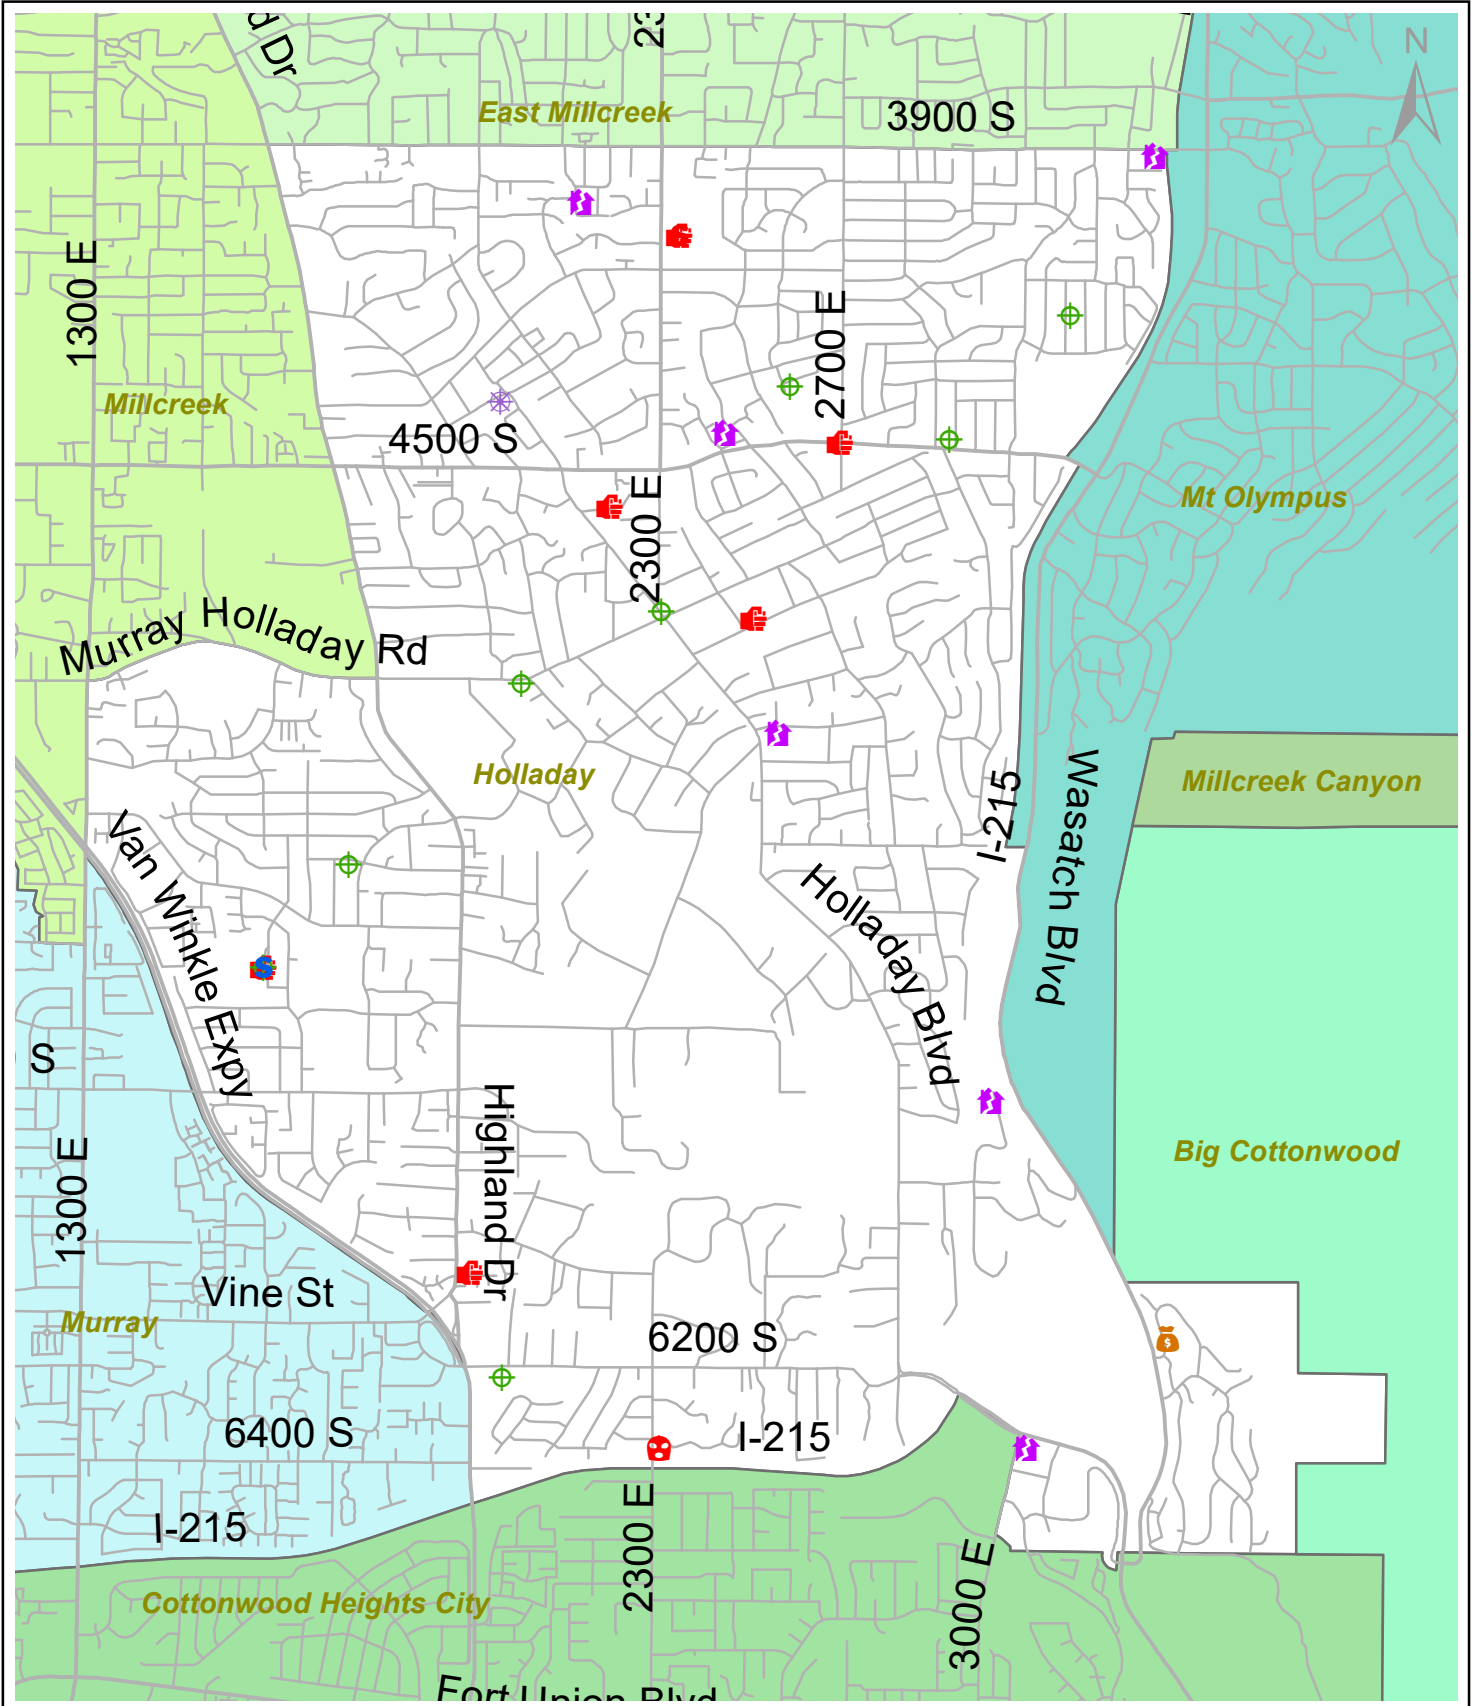 d Dr
23
N
East Millcreek
3900 S
1300 E
2700 E
Millcreek
4500 S
2300 E
Mt Olympus
Murray Holladay Rd
Holladay
I-215
Wasatch Blvd
Millcreek Canyon
Van Winkle Expy
Holladay Blvd
S
S
Highland Dr
1300 E
Big Cottonwood
Vine St
Murray
6200 S
$
6400 S
I-215
I-215
2300 E
3000 E
Cottonwood Heights City
Fort Union Blvd